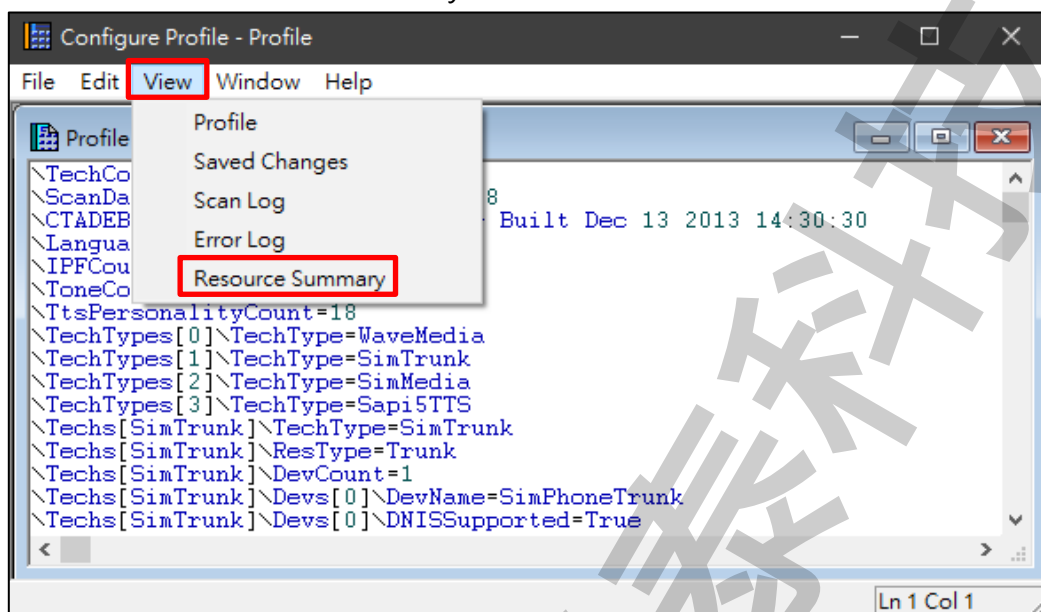 Configure Profile - Profile
File Edit View Window Help
Profile
Profile
Saved Changes
Scan Log
Error Log
Resource Summary
\TechCo
\ScanDa 8
\CTADEB Built Dec 13 2013 14:30:30
\Langua
\IPFCou
\ToneCo
\TtsPersonalityCount=18
\TechTypes[0]\TechType=WaveMedia
\TechTypes[1]\TechType=SimTrunk
\TechTypes[2]\TechType=SimMedia
\TechTypes[3]\TechType=Sapi5TTS
\Techs[SimTrunk]\TechType=SimTrunk
\Techs[SimTrunk]\ResType=Trunk
\Techs[SimTrunk]\DevCount=1
\Techs[SimTrunk]\Devs[0]\DevName=SimPhoneTrunk
\Techs[SimTrunk]\Devs[0]\DNISSupported=True
Ln 1 Col 1